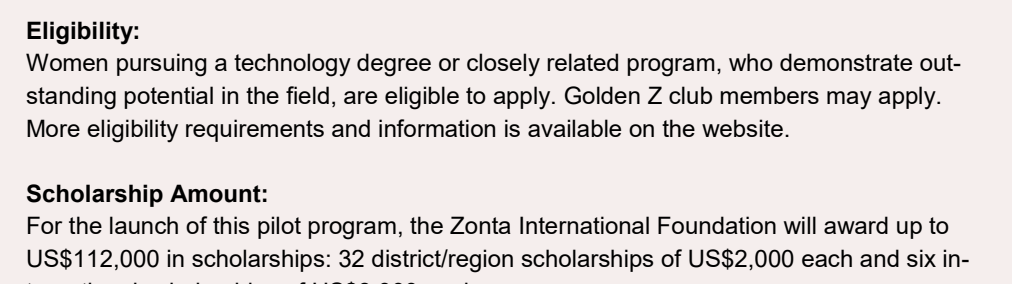 Eligibility:
Women pursuing a technology degree or closely related program, who demonstrate out-
standing potential in the field, are eligible to apply. Golden Z club members may apply.
More eligibility requirements and information is available on the website.
Scholarship Amount:
For the launch of this pilot program, the Zonta International Foundation will award up to
US$112,000 in scholarships: 32 district/region scholarships of US$2,000 each and six in-